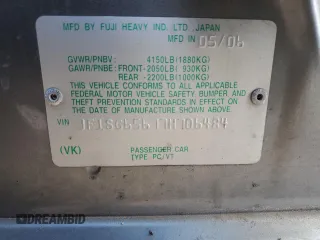 MFD BY FUJI HEAVY IND. LTD. JAPAN
MFD IN 05/06
GVWR/PNBV: 4150LB(1880KG)
GAWR/PNBE: FRONT-2050LB( 930KG)
REAR -2200LB(1000KG)
THIS VEHICLE CONFORMS TO ALL APPLICABLE
FEDERAL MOTOR VEHICLE SAFETY, BUMPER AND
THEFT PREVENTION STANDARDS IN EFFECT ON
THE DATE OF MANUFACTURE SHOWN ABOVE.
VIN
(VK) PASSENGER CAR
TYPE PC/VT
DREAMBID